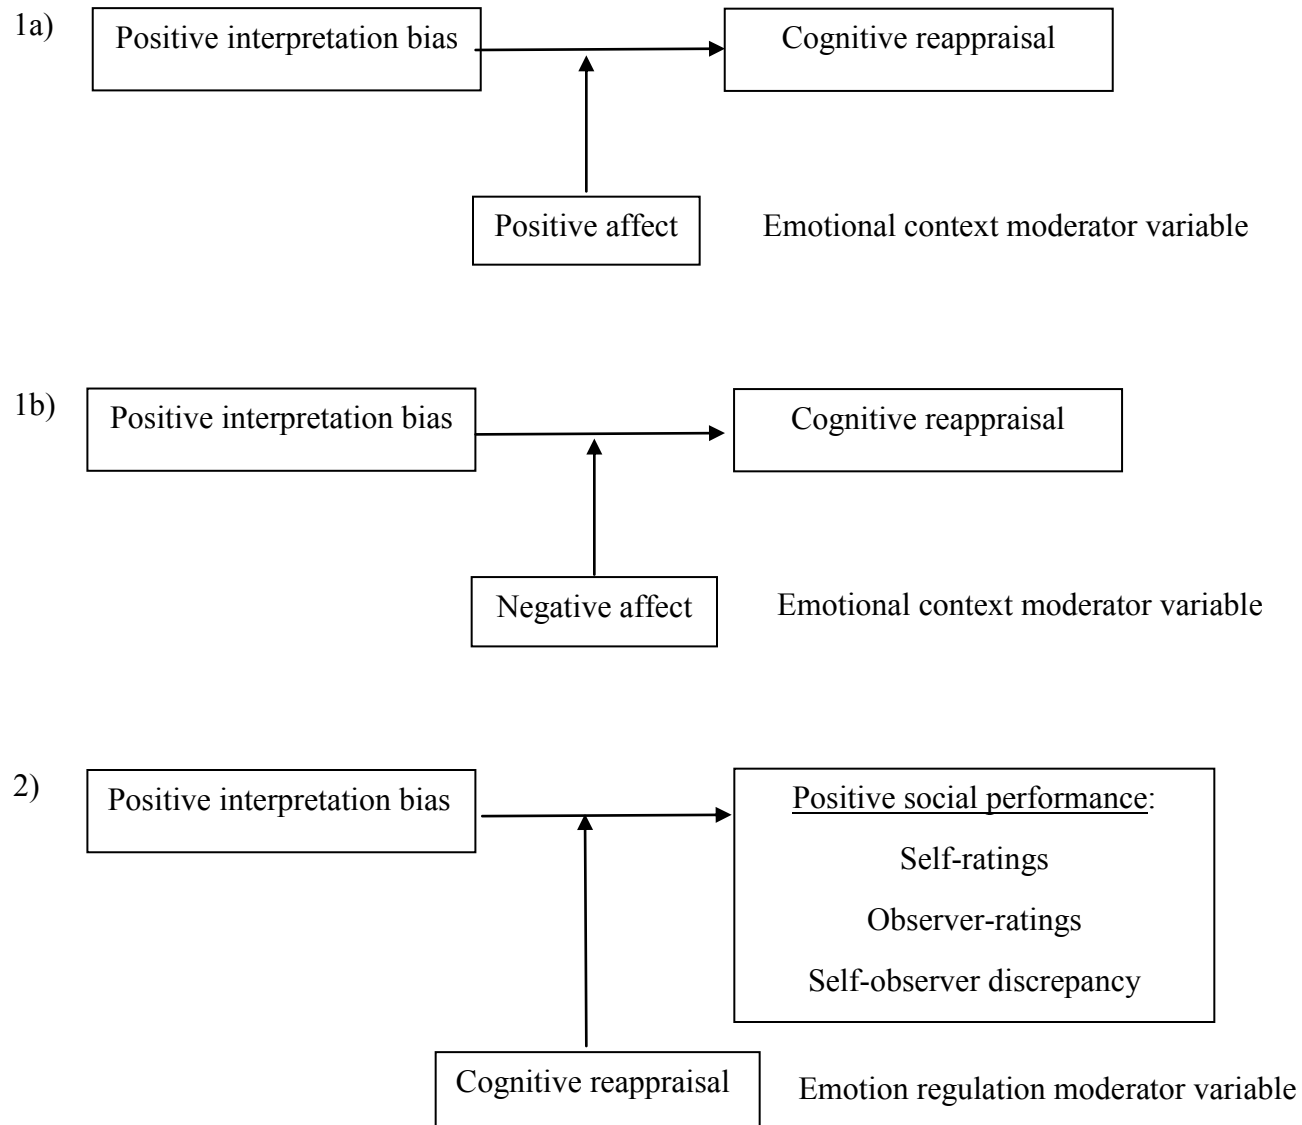 1a)
Positive interpretation bias
Cognitive reappraisal
Positive affect
Emotional context moderator variable
1b)
Positive interpretation bias
Cognitive reappraisal
Negative affect
Emotional context moderator variable
2)
Positive interpretation bias
Positive social performance:
Self-ratings
Observer-ratings
Self-observer discrepancy
Cognitive reappraisal
Emotion regulation moderator variable